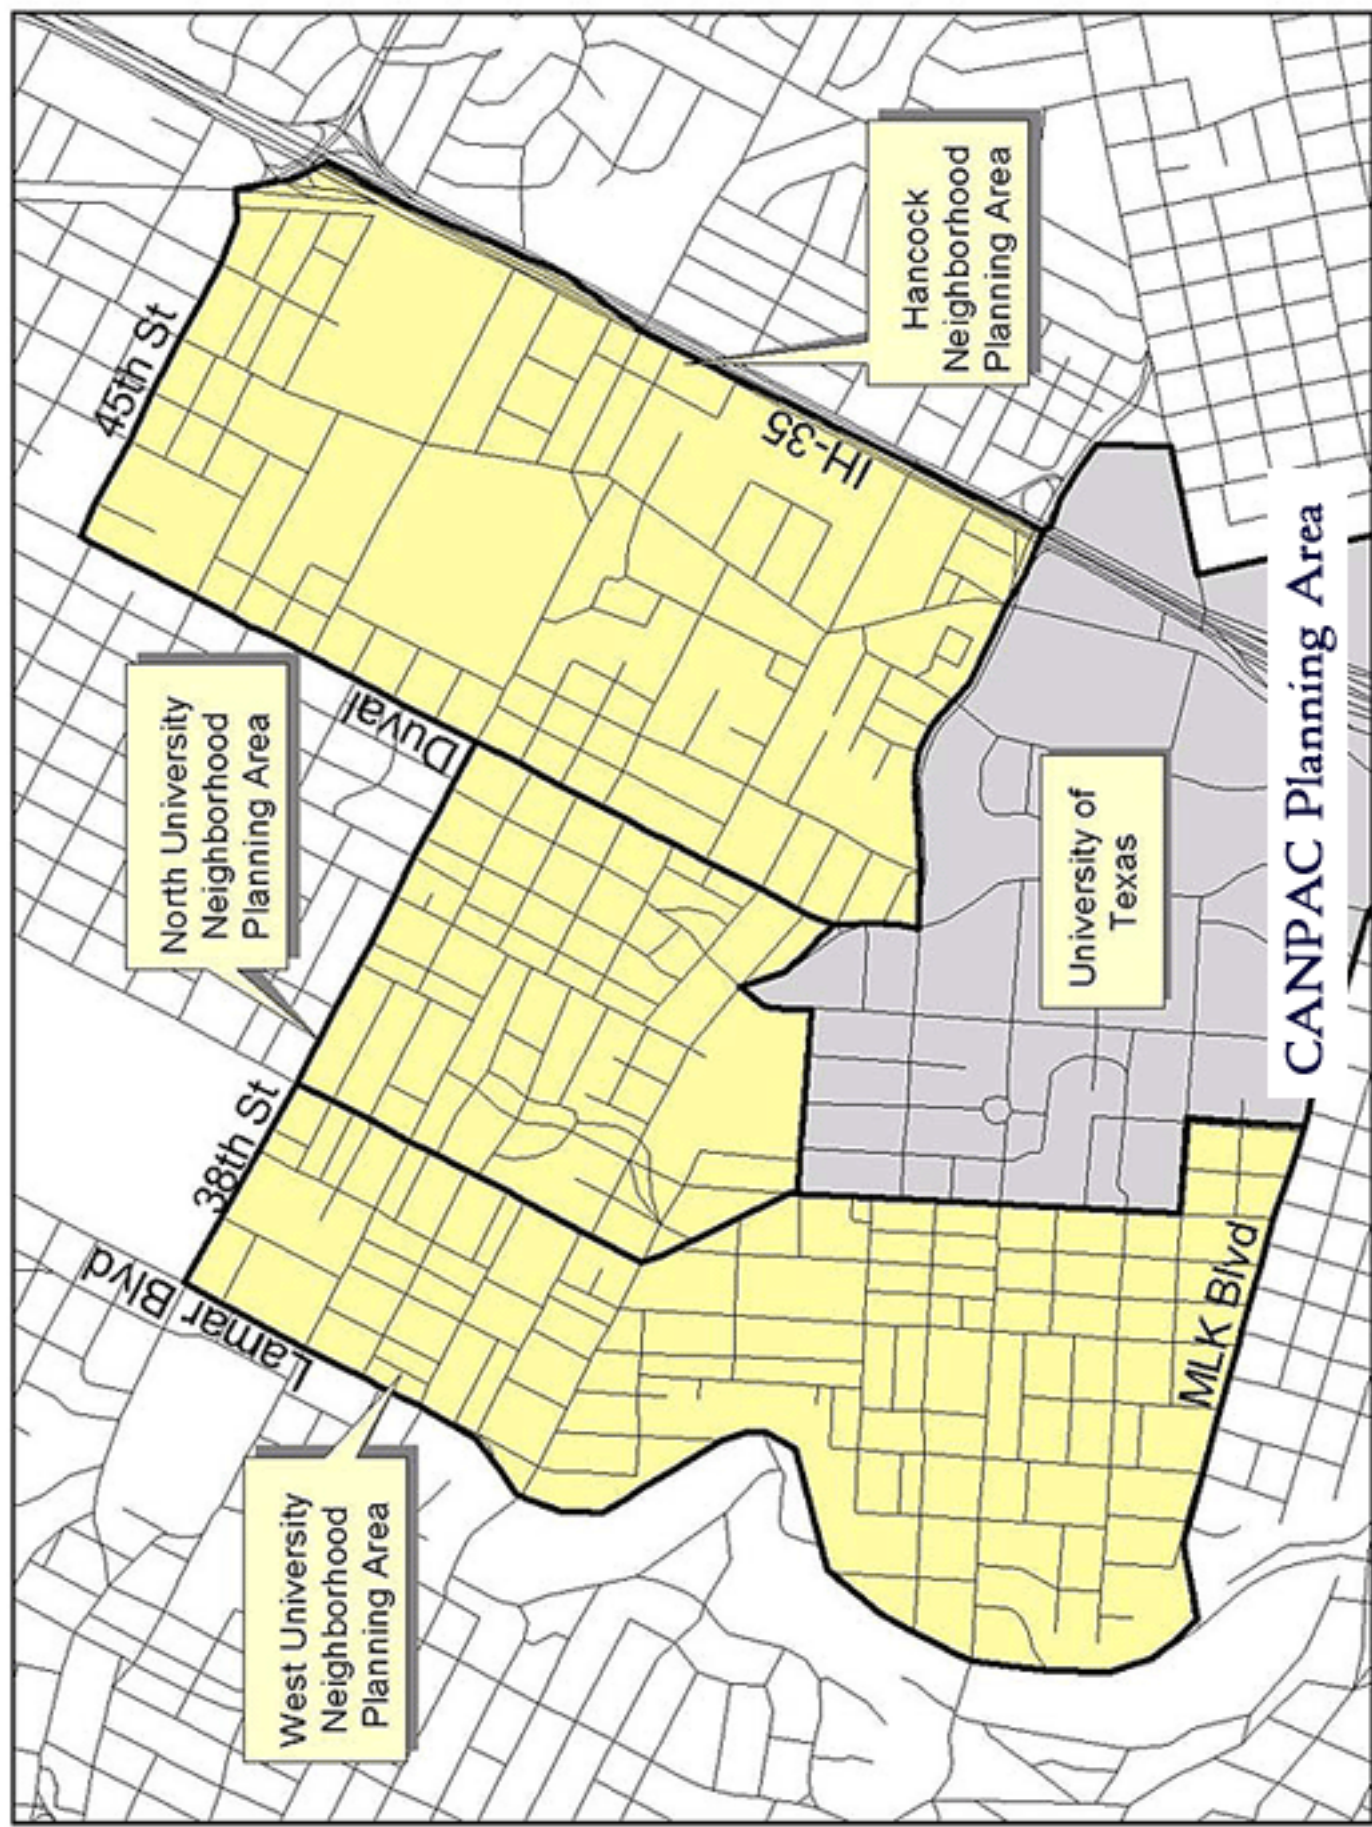 West University
Neighborhood
Planning Area
Lamar Blvd
38th St
North University
Neighborhood
Planning Area
Duval
45th St
IH-35
Hancock
Neighborhood
Planning Area
University of
Texas
MLK Blvd
CANPAC Planning Area